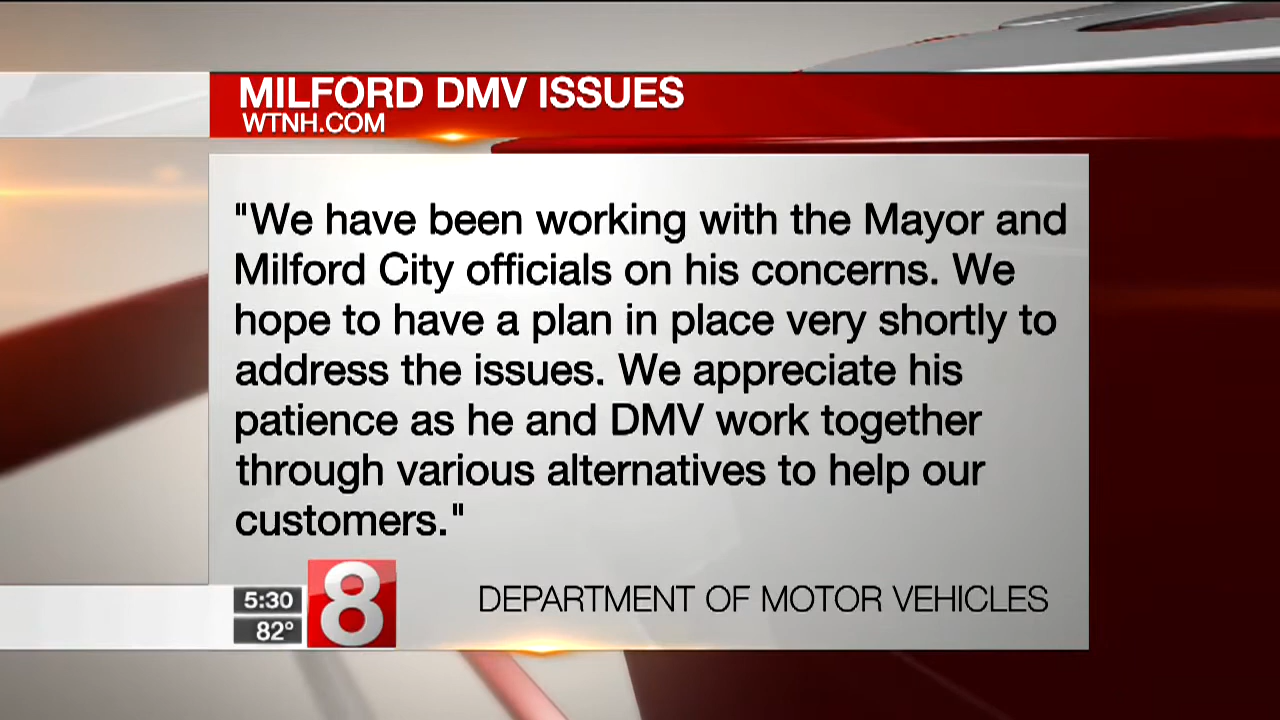 MILFORD DMV ISSUES
WTNH.COM
"We have been working with the Mayor and
Milford City officials on his concerns. We
hope to have a plan in place very shortly to
address the issues. We appreciate his
patience as he and DMV work together
through various alternatives to help our
customers."
DEPARTMENT OF MOTOR VEHICLES
5:30
82°
8